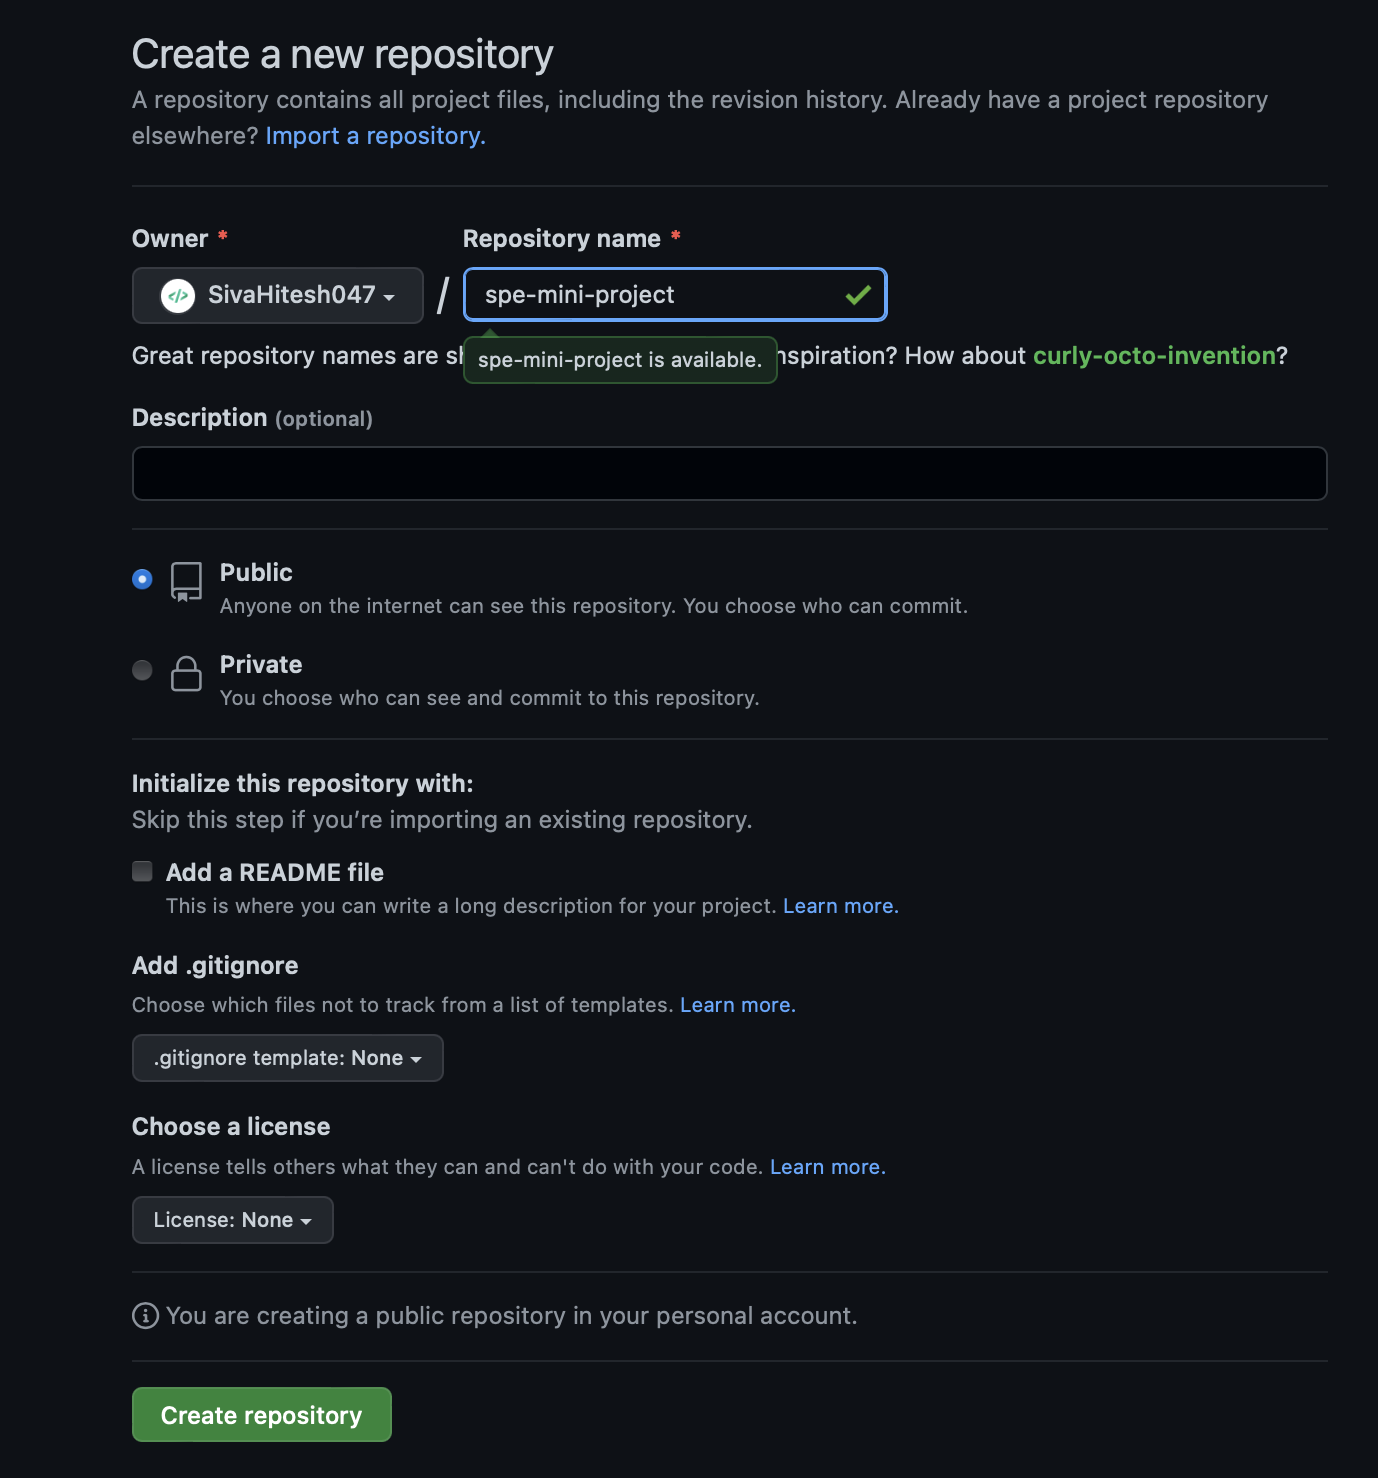 Create a new repository
A repository contains all project files, including the revision history. Already have a project repository
elsewhere? Import a repository.
Owner *
Repository name *
SivaHitesh047
/
spe-mini-project
Great repository names are sh
spe-mini-project is available.
nspiration? How about curly-octo-invention?
Description (optional)
Public
Anyone on the internet can see this repository. You choose who can commit.
Private
You choose who can see and commit to this repository.
Initialize this repository with:
Skip this step if you’re importing an existing repository.
Add a README file
This is where you can write a long description for your project. Learn more.
Add .gitignore
Choose which files not to track from a list of templates. Learn more.
.gitignore template: None
Choose a license
A license tells others what they can and can't do with your code. Learn more.
License: None
You are creating a public repository in your personal account.
Create repository